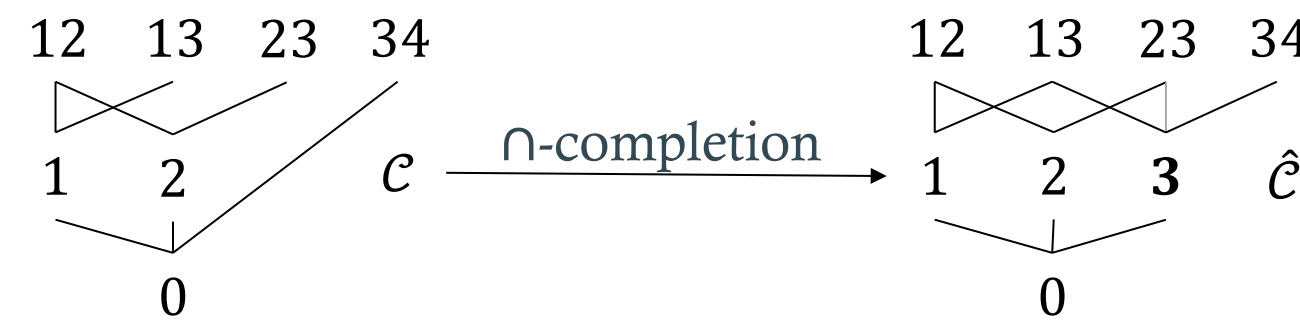 12 13 23 34 12 13 23 34
∩-completion
1 2 𝒞 1 2 3 𝒞̂
0 0